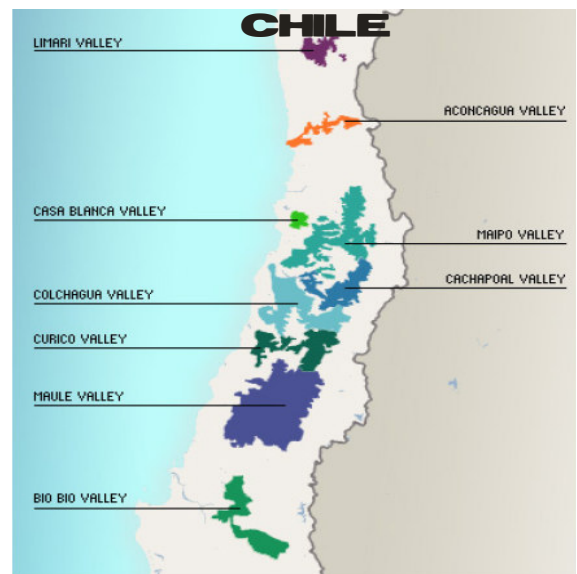 CHILE
LIMARI VALLEY
ACONCAGUA VALLEY
CASA BLANCA VALLEY
MAIPO VALLEY
CACHAPOAL VALLEY
COLCHAGUA VALLEY
CURICO VALLEY
MAULE VALLEY
BIO BIO VALLEY